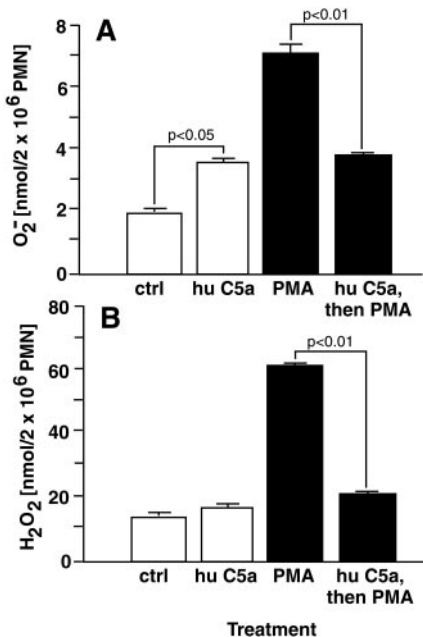 A
O₂⁻ [nmol/2 x 10⁶ PMN]
8
6
4
2
0
p<0.05
p<0.01
ctrl hu C5a PMA hu C5a,
then PMA
B
H₂O₂ [nmol/2 x 10⁶ PMN]
80
60
40
20
0
p<0.01
ctrl hu C5a PMA hu C5a,
then PMA
Treatment